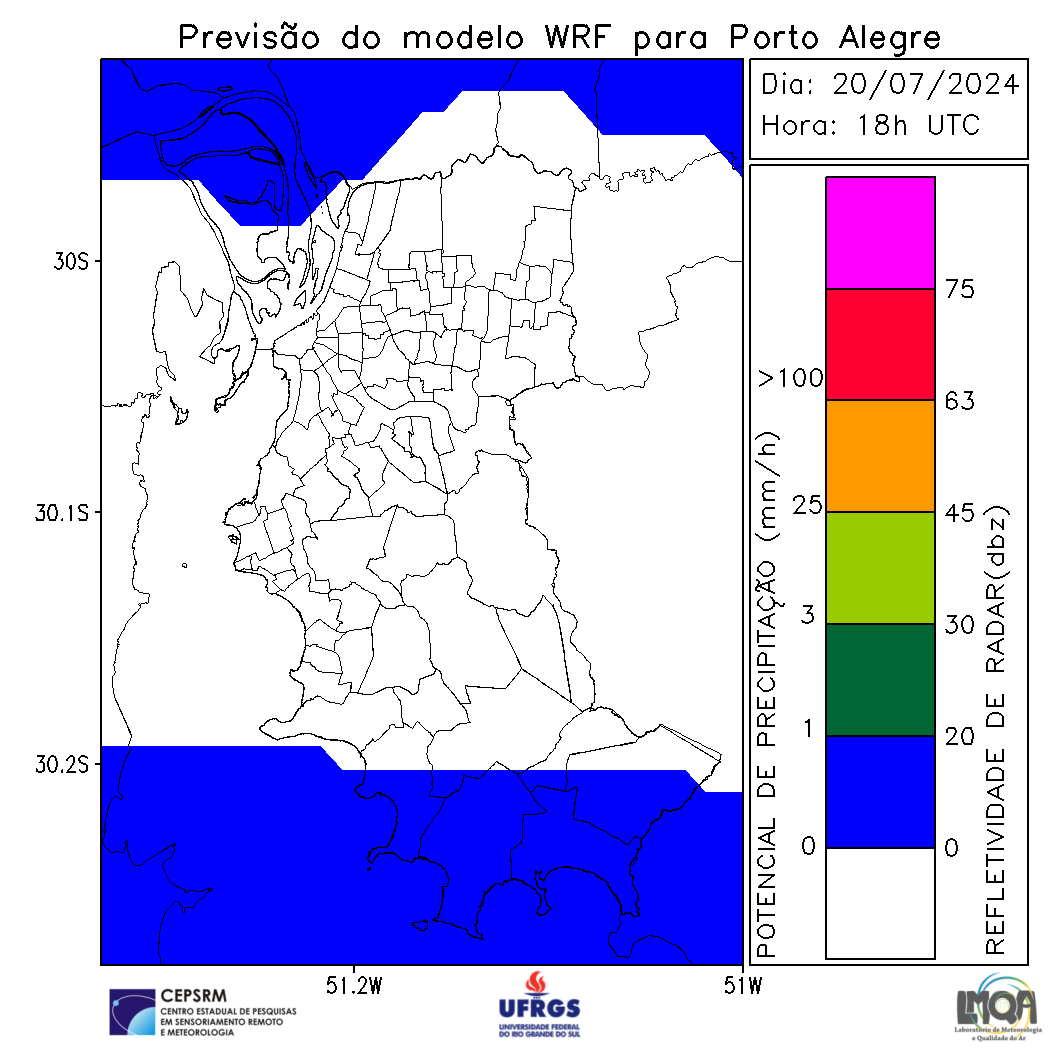 Previsão do modelo WRF para Porto Alegre
Dia: 20/07/2024
Hora: 18h UTC
30S
30.1S
30.2S
51.2W
51W
POTENCIAL DE PRECIPITAÇÃO (mm/h)
>100
25
3
1
0
75
63
45
30
20
0
REFLETIVIDADE DE RADAR(dbz)
CEPSRM
CENTRO ESTADUAL DE PESQUISAS
EM SENSORIAMENTO REMOTO
E METEOROLOGIA
UFRGS
UNIVERSIDADE FEDERAL
DO RIO GRANDE DO SUL
LMQA
Laboratório de Meteorologia
e Qualidade do Ar